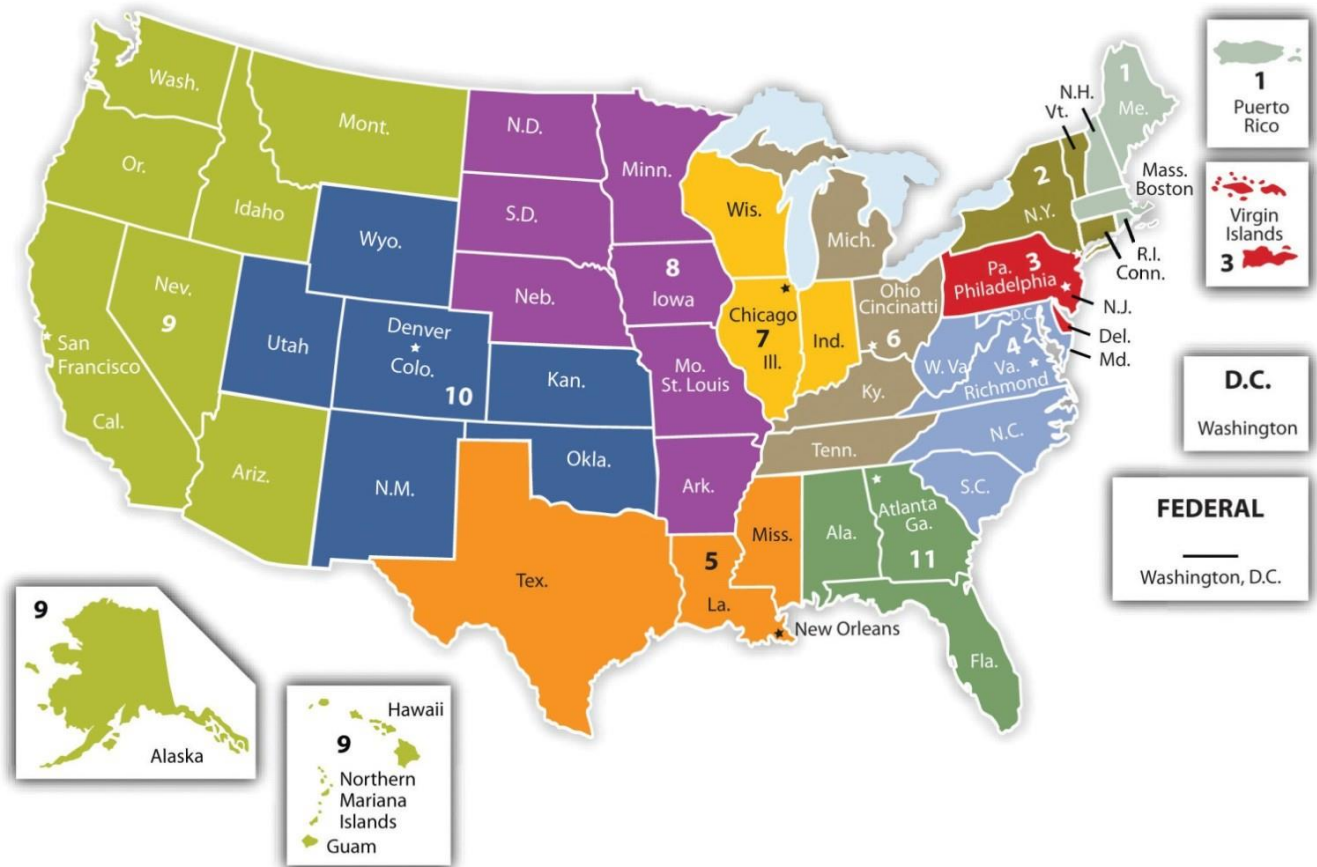 Wash.
Mont.
Or.
Idaho
Wyo.
Nev.
9
San
Francisco
Cal.
Utah
Denver
Colo.
10
Ariz.
N.M.
N.D.
S.D.
Neb.
Kan.
Okla.
Tex.
Minn.
8
Iowa
Mo.
St. Louis
Ark.
5
La.
New Orleans
Miss.
Wis.
Chicago
7
Ill.
Ind.
Mich.
Ohio
Cincinatti
6
Ky.
Tenn.
Ala.
Atlanta
Ga.
11
Fla.
W. Va
4
Va.
Richmond
N.C.
S.C.
D.C.
Pa.
3
Philadelphia
2
N.Y.
Vt.
N.H.
1
Me.
Mass.
Boston
R.I.
Conn.
N.J.
Del.
Md.
1
Puerto
Rico
Virgin
Islands
3
D.C.
Washington
FEDERAL
Washington, D.C.
9
Alaska
Hawaii
9
Northern
Mariana
Islands
Guam